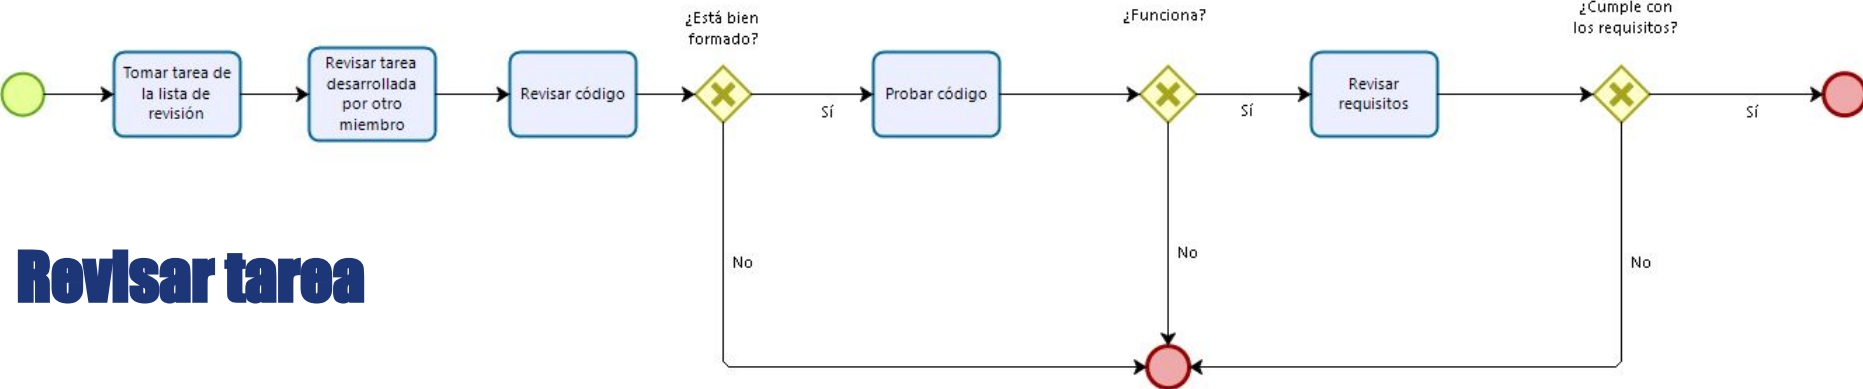 ¿Está bien
formado?
¿Funciona?
¿Cumple con
los requisitos?
Tomar tarea de
la lista de
revisión
Revisar tarea
desarrollada
por otro
miembro
Revisar código
Sí
Probar código
Sí
Revisar
requisitos
Sí
No
No
No
Revisar tarea